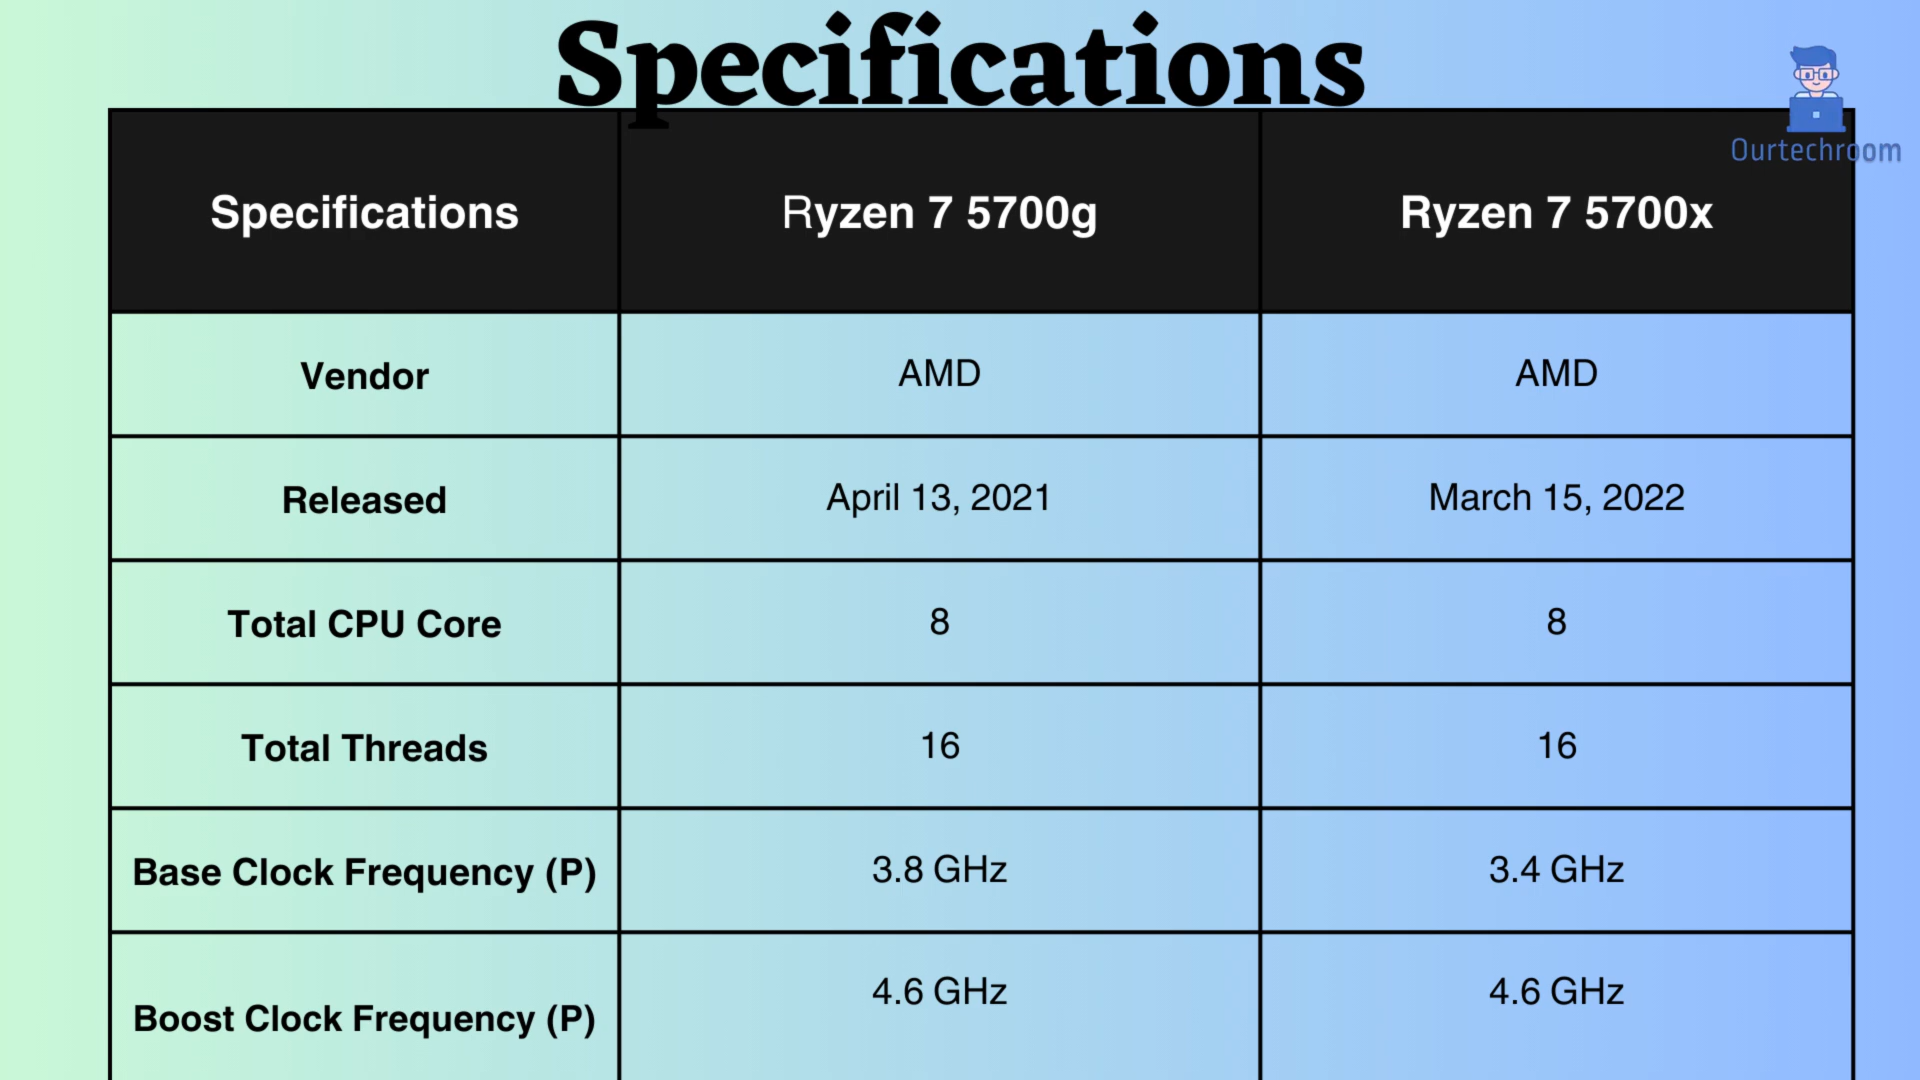 Specifications
Ourtechroom
Specifications Ryzen 7 5700g Ryzen 7 5700x
Vendor AMD AMD
Released April 13, 2021 March 15, 2022
Total CPU Core 8 8
Total Threads 16 16
Base Clock Frequency (P) 3.8 GHz 3.4 GHz
Boost Clock Frequency (P) 4.6 GHz 4.6 GHz